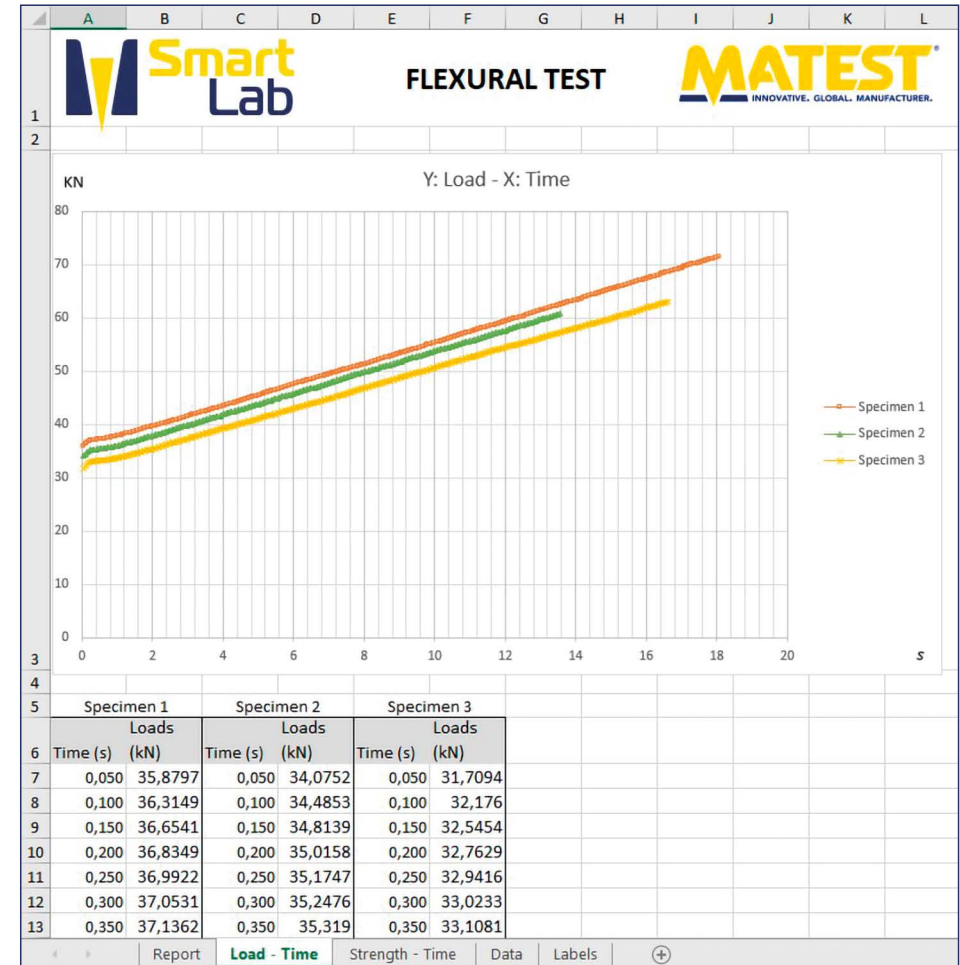 A B C D E F G H I J K L
Smart
Lab
FLEXURAL TEST
MATEST®
INNOVATIVE. GLOBAL. MANUFACTURER.
1
2
KN
Y: Load - X: Time
80
70
60
50
40
30
20
10
0
0 2 4 6 8 10 12 14 16 18 20
s
Specimen 1
Specimen 2
Specimen 3
3
4
5 Specimen 1 Specimen 2 Specimen 3
Loads Loads Loads
6 Time (s) (kN) Time (s) (kN) Time (s) (kN)
7 0,050 35,8797 0,050 34,0752 0,050 31,7094
8 0,100 36,3149 0,100 34,4853 0,100 32,176
9 0,150 36,6541 0,150 34,8139 0,150 32,5454
10 0,200 36,8349 0,200 35,0158 0,200 32,7629
11 0,250 36,9922 0,250 35,1747 0,250 32,9416
12 0,300 37,0531 0,300 35,2476 0,300 33,0233
13 0,350 37,1362 0,350 35,319 0,350 33,1081
Report Load - Time Strength - Time Data Labels